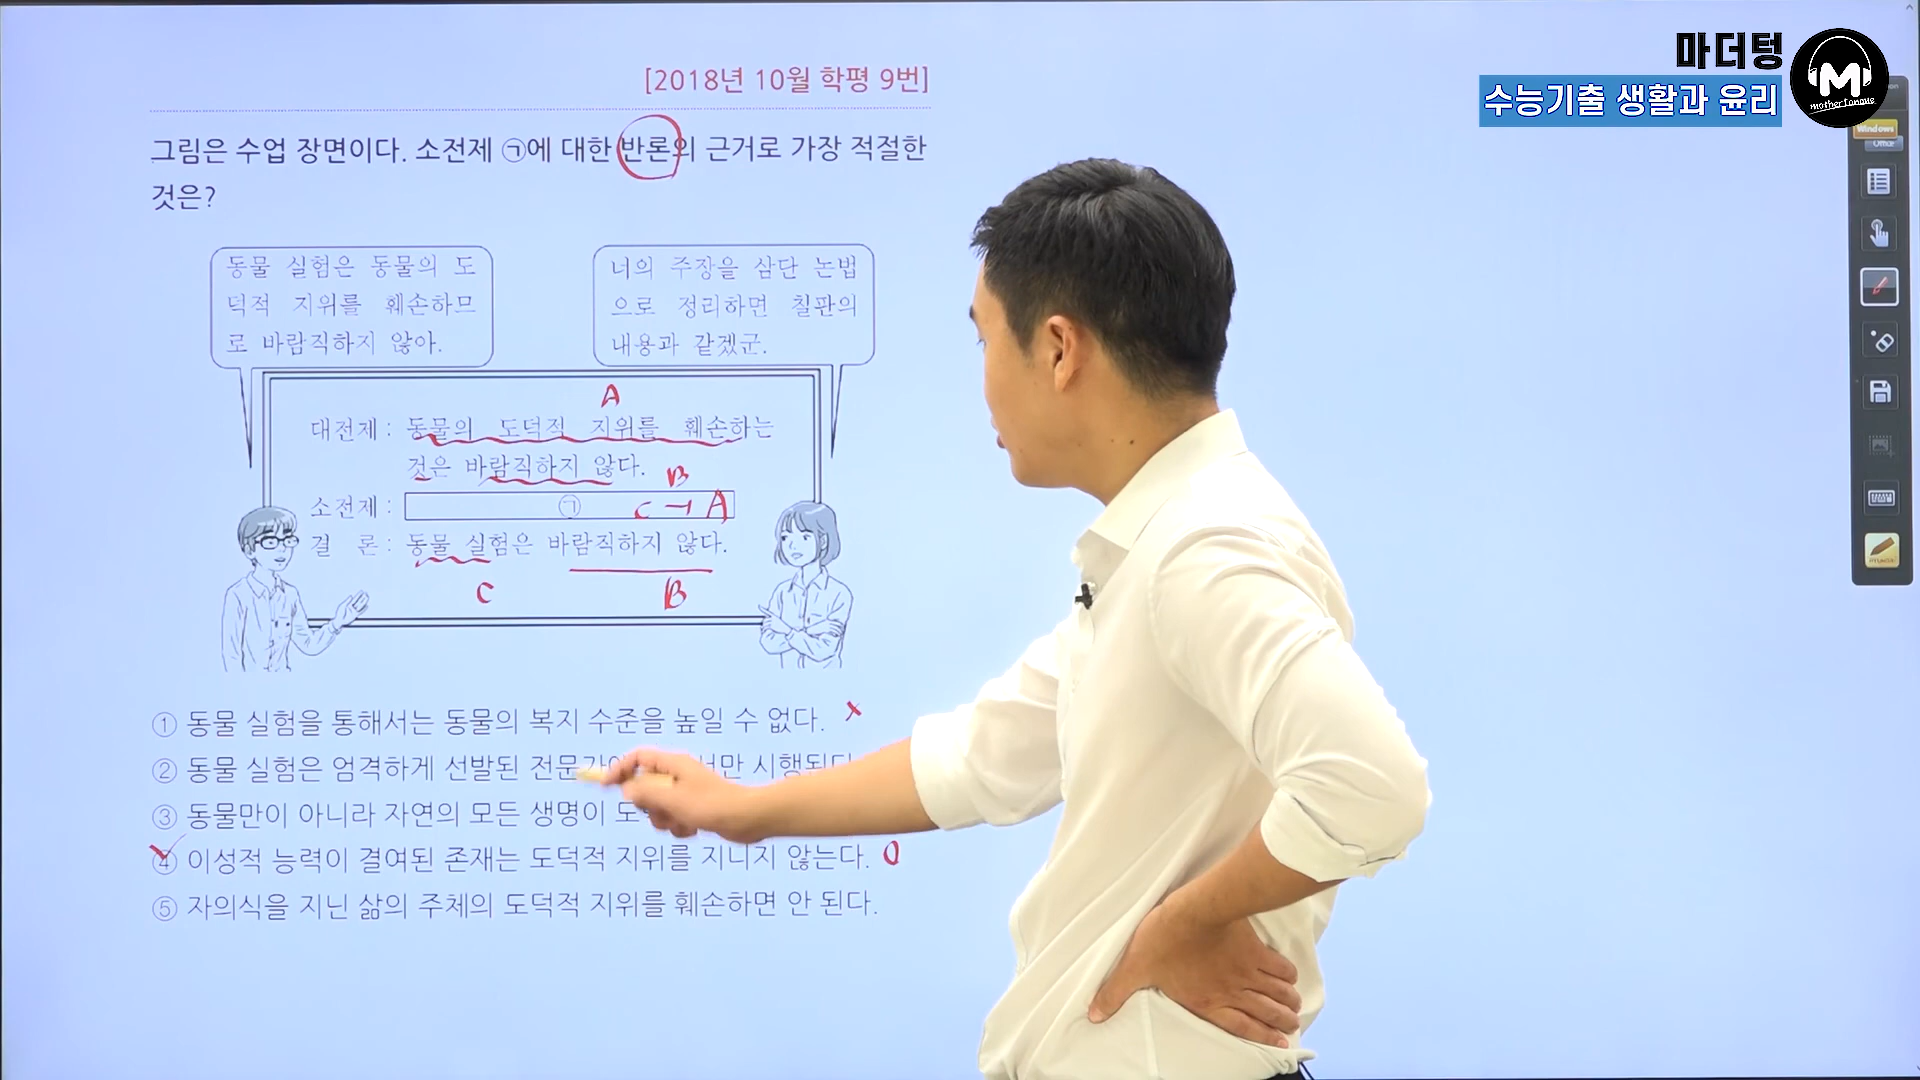 마더텅
수능기출 생활과 윤리
M
mothertongue
Windows
Office
[2018년 10월 학평 9번]
그림은 수업 장면이다. 소전제 ㉠에 대한 반론의 근거로 가장 적절한
것은?
동물 실험은 동물의 도
덕적 지위를 훼손하므
로 바람직하지 않아.
너의 주장을 삼단 논법
으로 정리하면 칠판의
내용과 같겠군.
A
대전제 : 동물의 도덕적 지위를 훼손하는
것은 바람직하지 않다.
B
소전제 : ㉠ C → A
결 론 : 동물 실험은 바람직하지 않다.
C B
① 동물 실험을 통해서는 동물의 복지 수준을 높일 수 없다. X
② 동물 실험은 엄격하게 선발된 전문가에 서만 시행된다
③ 동물만이 아니라 자연의 모든 생명이
④ 이성적 능력이 결여된 존재는 도덕적 지위를 지니지 않는다. O
⑤ 자의식을 지닌 삶의 주체의 도덕적 지위를 훼손하면 안 된다.